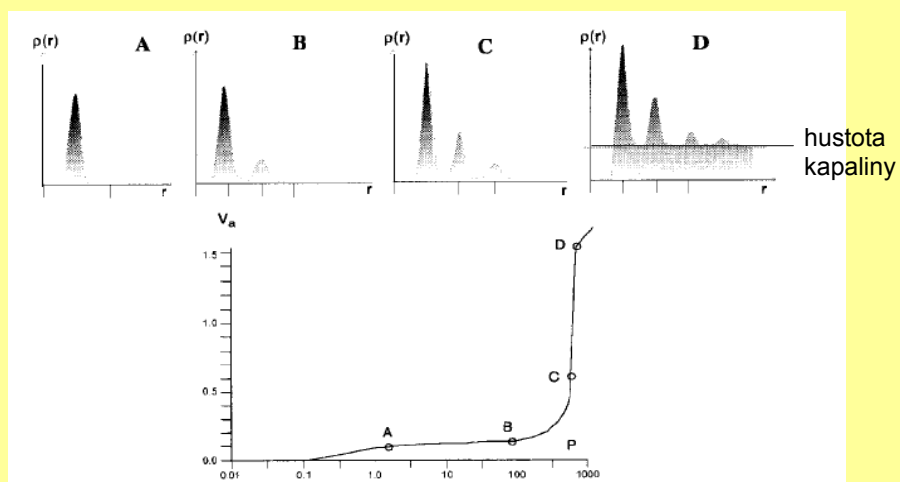 ρ(r) A ρ(r) B ρ(r) C ρ(r) D
hustota
kapaliny
r r r r
Va
1.5
D
1.0
C
0.5
A B P
0.0
0.01 0.1 1.0 10 100 1000